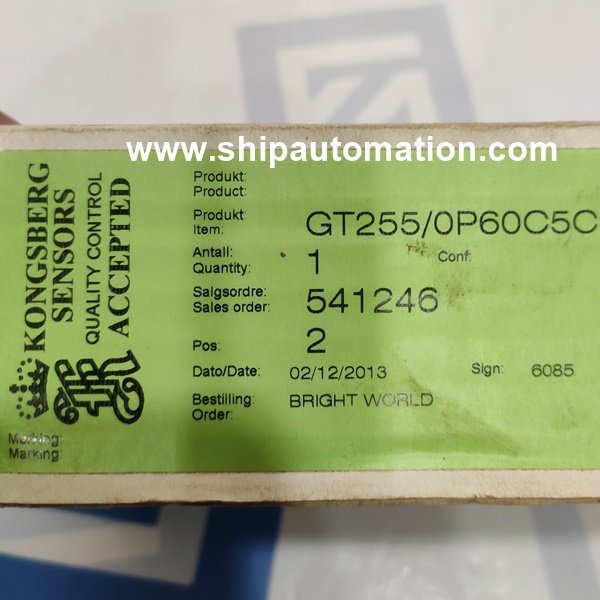 www.shipautomation.com
KONGSBERG
SENSORS
QUALITY CONTROL
ACCEPTED
Produkt:
Product:
Produkt
Item:
GT255/0P60C5C
Antall:
Quantity:
1
Conf:
Salgsordre:
Sales order:
541246
Pos:
2
Dato/Date:
02/12/2013
Sign:
6085
Bestilling
Order:
BRIGHT WORLD
Merking:
Marking: